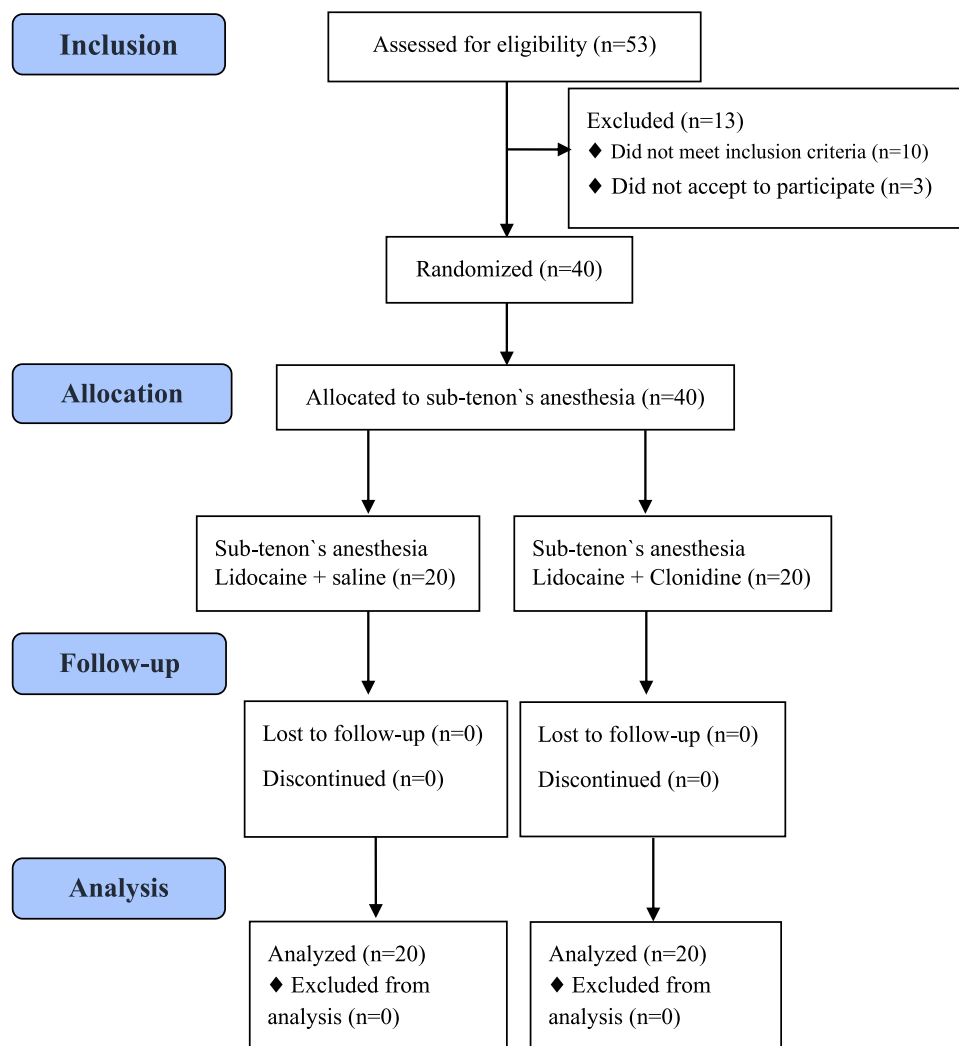 Inclusion
Assessed for eligibility (n=53)
Excluded (n=13)
♦ Did not meet inclusion criteria (n=10)
♦ Did not accept to participate (n=3)
Randomized (n=40)
Allocation
Allocated to sub-tenon`s anesthesia (n=40)
Sub-tenon`s anesthesia
Lidocaine + saline (n=20)
Sub-tenon`s anesthesia
Lidocaine + Clonidine (n=20)
Follow-up
Lost to follow-up (n=0)
Discontinued (n=0)
Lost to follow-up (n=0)
Discontinued (n=0)
Analysis
Analyzed (n=20)
♦ Excluded from
analysis (n=0)
Analyzed (n=20)
♦ Excluded from
analysis (n=0)